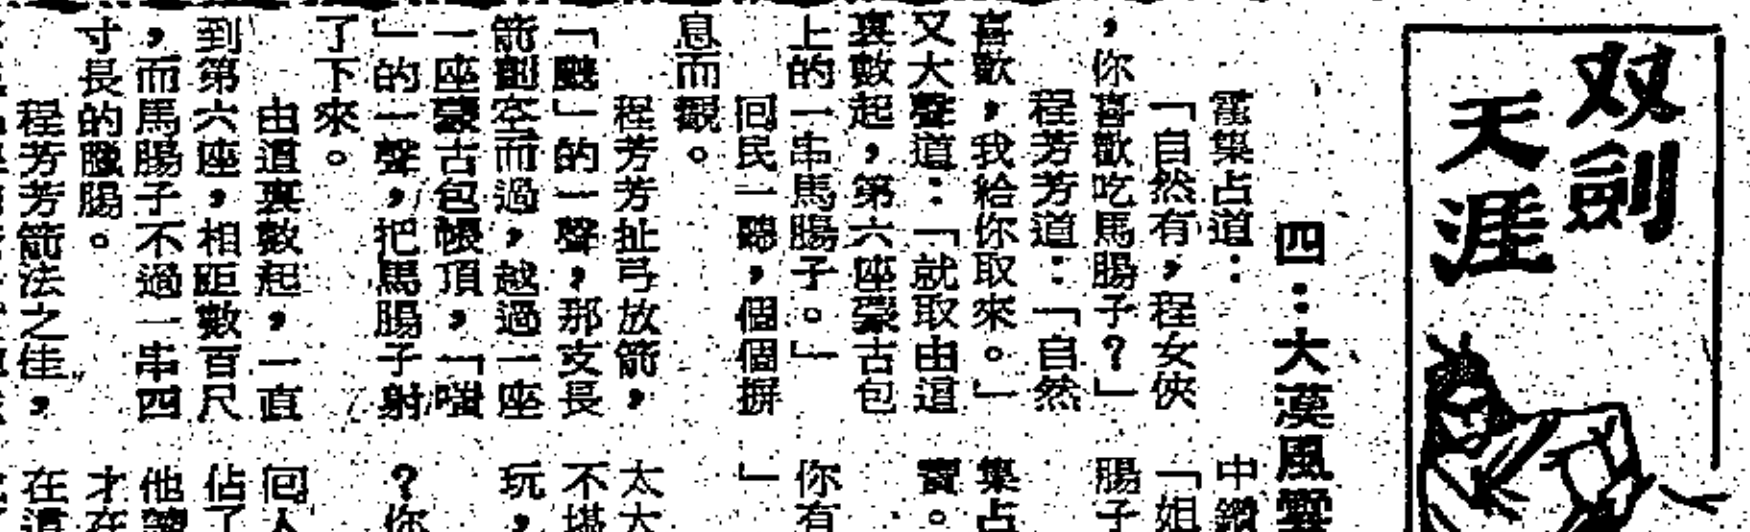 双劍
天涯
四：大漠風雲
霍集占道：
「自然有，程女俠
，你喜歡吃馬腸子？」
程芳芳道：「自然
喜歡，我給你取來。」
又大聲道：「就取由這
裏數起，第六座蒙古包
上的一串馬腸子。」
回民一聽，個個摒
息而觀。
程芳芳扯弓放箭，
「颼」的一聲，那支長
箭劃空而過，越過一座
一座蒙古包帳頂，「嗤
」的一聲，把馬腸子射
了下來。
由這裏數起，一直
到第六座，相距數百尺
，而馬腸子不過一串四
寸長的臘腸。
程芳芳箭法之佳，
中鑽
「姐
腸子
集占
寶。
你有
」
太大
不堪
玩，
？你
回人
佔了
他
才在
在這